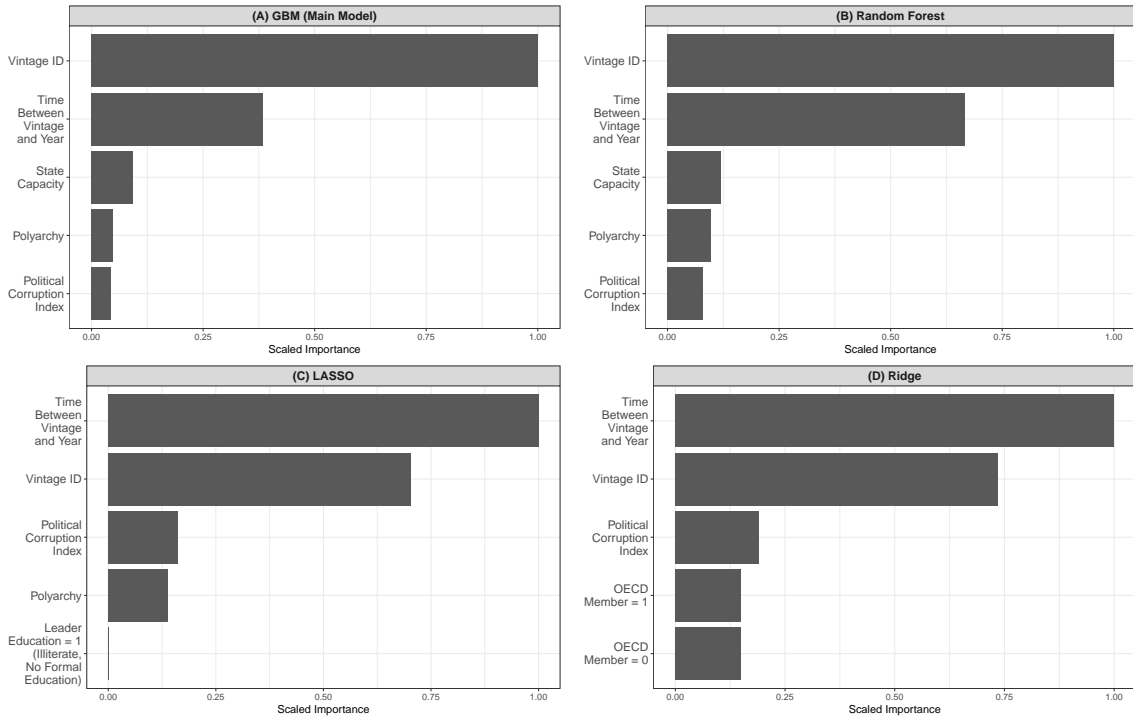 (A) GBM (Main Model)
Vintage ID
Time
Between
Vintage
and Year
State
Capacity
Polyarchy
Political
Corruption
Index
0.00 0.25 0.50 0.75 1.00
Scaled Importance
(B) Random Forest
Vintage ID
Time
Between
Vintage
and Year
State
Capacity
Polyarchy
Political
Corruption
Index
0.00 0.25 0.50 0.75 1.00
Scaled Importance
(C) LASSO
Time
Between
Vintage
and Year
Vintage ID
Political
Corruption
Index
Polyarchy
Leader
Education = 1
(Illiterate,
No Formal
Education)
0.00 0.25 0.50 0.75 1.00
Scaled Importance
(D) Ridge
Time
Between
Vintage
and Year
Vintage ID
Political
Corruption
Index
OECD
Member = 1
OECD
Member = 0
0.00 0.25 0.50 0.75 1.00
Scaled Importance